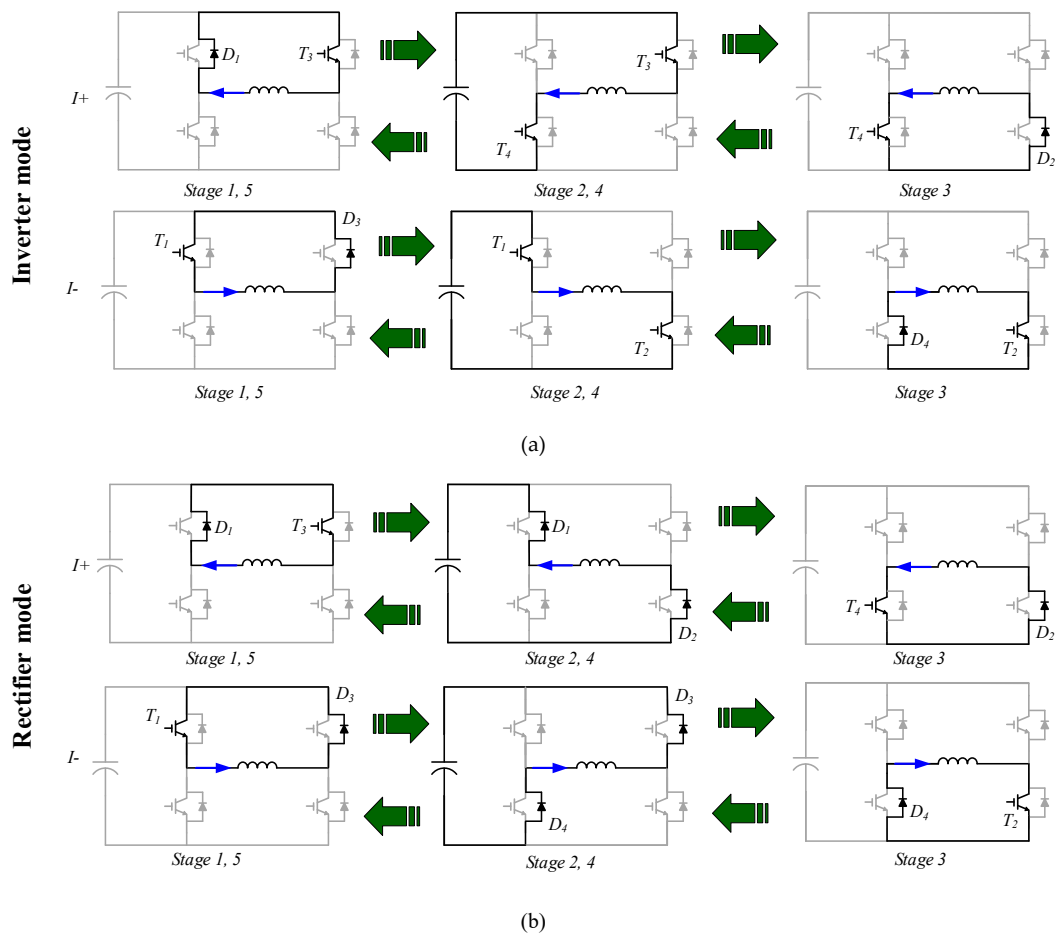 Inverter mode
I+
D1
T3
T3
T4
T4
D2
Stage 1, 5
Stage 2, 4
Stage 3
I-
T1
D3
T1
T2
D4
T2
Stage 1, 5
Stage 2, 4
Stage 3
(a)
Rectifier mode
I+
D1
T3
D1
D2
T4
D2
Stage 1, 5
Stage 2, 4
Stage 3
I-
T1
D3
D3
D4
D4
T2
Stage 1, 5
Stage 2, 4
Stage 3
(b)